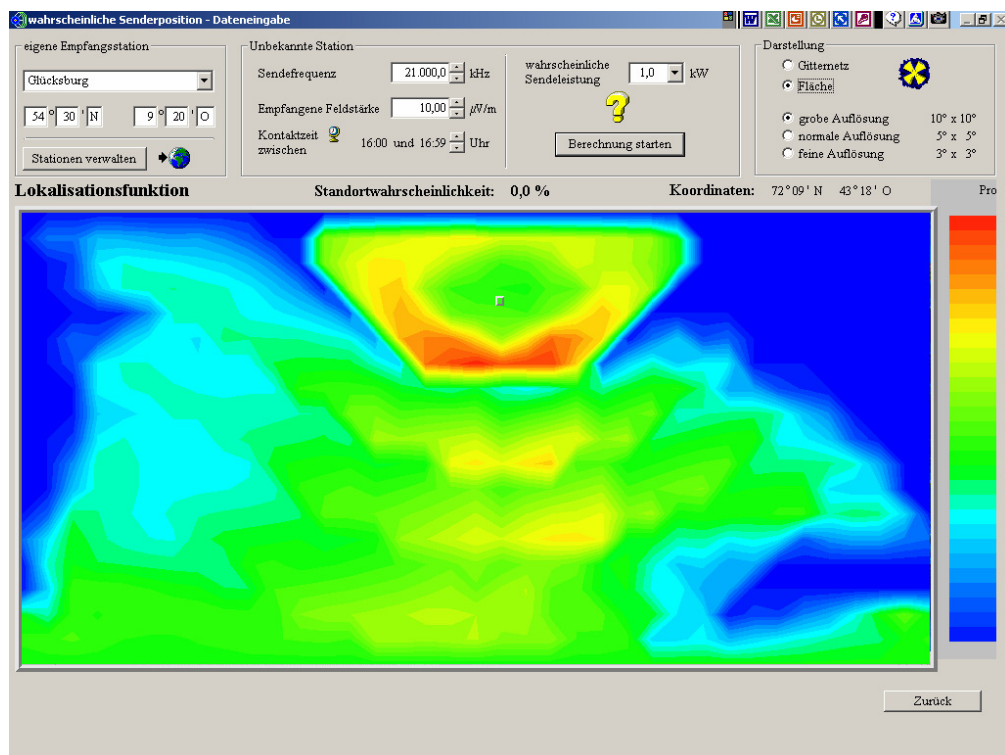 wahrscheinliche Senderposition - Dateneingabe
eigene Empfangsstation
Glücksburg
54 ° 30 ' N 9 ° 20 ' O
Stationen verwalten
Unbekannte Station
Sendefrequenz 21.000,0 kHz
Empfangene Feldstärke 10,00 µV/m
Kontaktzeit
zwischen 16:00 und 16:59 Uhr
wahrscheinliche
Sendeleistung 1,0 kW
Berechnung starten
Darstellung
Gitternetz
Fläche
grobe Auflösung 10° x 10°
normale Auflösung 5° x 5°
feine Auflösung 3° x 3°
Lokalisationsfunktion Standortwahrscheinlichkeit: 0,0 % Koordinaten: 72°09' N 43°18' O Pro
Zurück